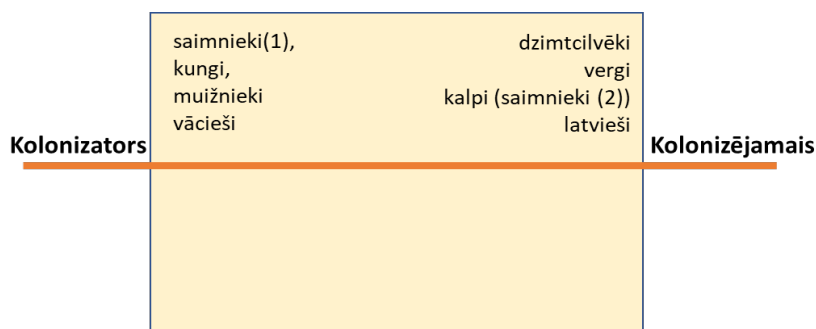 saimnieki(1),
kungi,
muižnieki
vācieši
dzimtcilvēki
vergi
kalpi (saimnieki (2))
latvieši
Kolonizators
Kolonizējamais